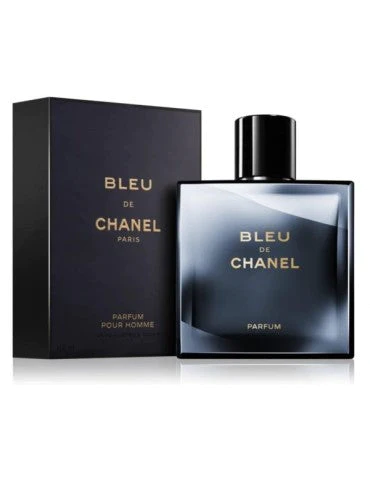 BLEU
DE
CHANEL
PARIS
PARFUM
POUR HOMME
BLEU
DE
CHANEL
PARFUM